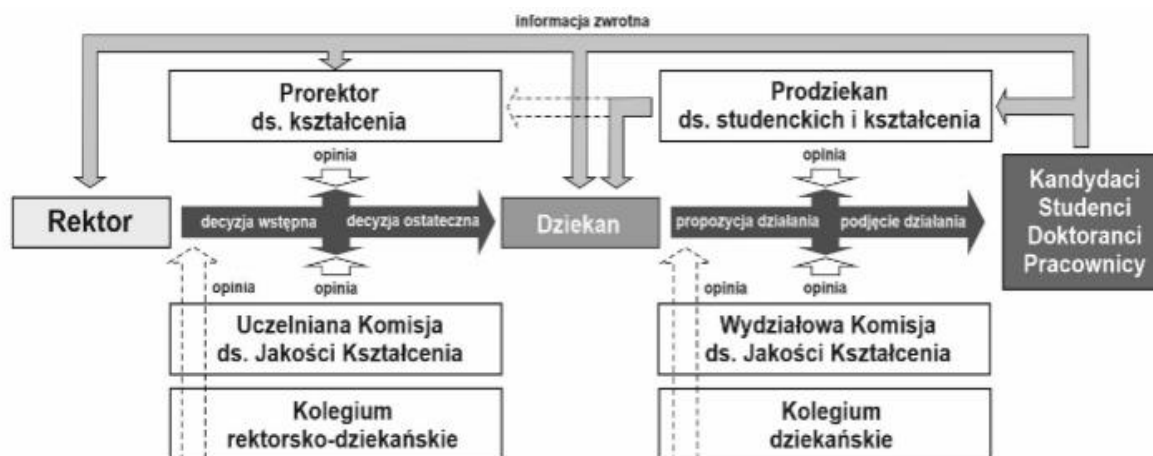 informacja zwrotna
Prorektor
ds. kształcenia
Prodziekan
ds. studenckich i kształcenia
opinia
opinia
Rektor
decyzja wstępna
decyzja ostateczna
Dziekan
propozycja działania
podjęcie działania
Kandydaci
Studenci
Doktoranci
Pracownicy
opinia
opinia
opinia
opinia
Uczelniana Komisja
ds. Jakości Kształcenia
Wydziałowa Komisja
ds. Jakości Kształcenia
Kolegium
rektorsko-dziekańskie
Kolegium
dziekańskie